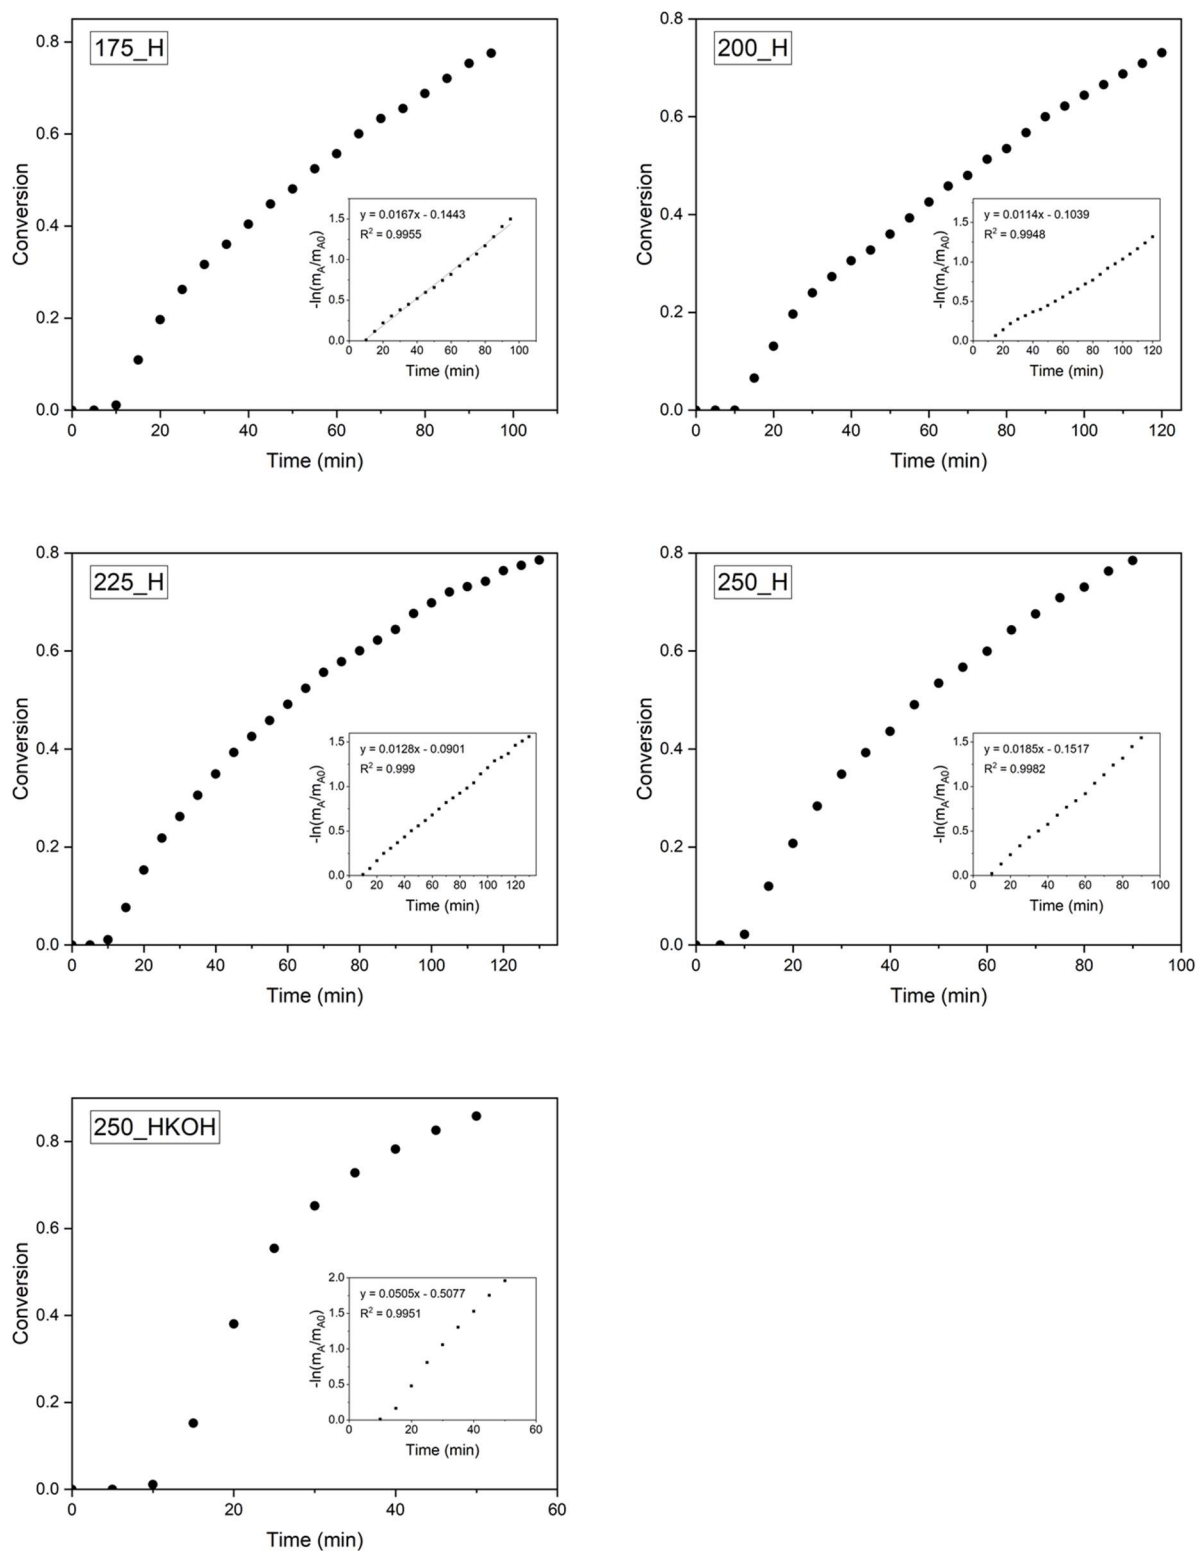 175_H
Conversion
0.8
0.6
0.4
0.2
0.0
0 20 40 60 80 100
Time (min)
y = 0.0167x - 0.1443
R² = 0.9955
-ln(mA/mA0)
1.5
1.0
0.5
0.0
0 20 40 60 80 100
Time (min)
200_H
Conversion
0.8
0.6
0.4
0.2
0.0
0 20 40 60 80 100 120
Time (min)
y = 0.0114x - 0.1039
R² = 0.9948
-ln(mA/mA0)
1.5
1.0
0.5
0.0
0 20 40 60 80 100 120
Time (min)
225_H
Conversion
0.8
0.6
0.4
0.2
0.0
0 20 40 60 80 100 120
Time (min)
y = 0.0128x - 0.0901
R² = 0.999
-ln(mA/mA0)
1.5
1.0
0.5
0.0
0 20 40 60 80 100 120
Time (min)
250_H
Conversion
0.8
0.6
0.4
0.2
0.0
0 20 40 60 80 100
Time (min)
y = 0.0185x - 0.1517
R² = 0.9982
-ln(mA/mA0)
1.5
1.0
0.5
0.0
0 20 40 60 80 100
Time (min)
250_HKOH
Conversion
0.8
0.6
0.4
0.2
0.0
0 20 40 60
Time (min)
y = 0.0505x - 0.5077
R² = 0.9951
-ln(mA/mA0)
2.0
1.5
1.0
0.5
0.0
0 20 40 60
Time (min)